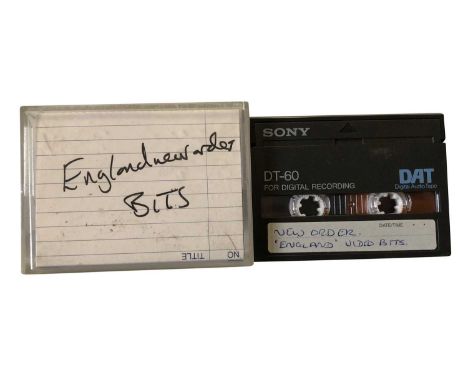 Englandneworder
BITS
NO TITLE
SONY
DT-60
FOR DIGITAL RECORDING
DAT
Digital Audio Tape
DATE/TIME
NEW ORDER.
"ENGLAND" VIDEO BITS.